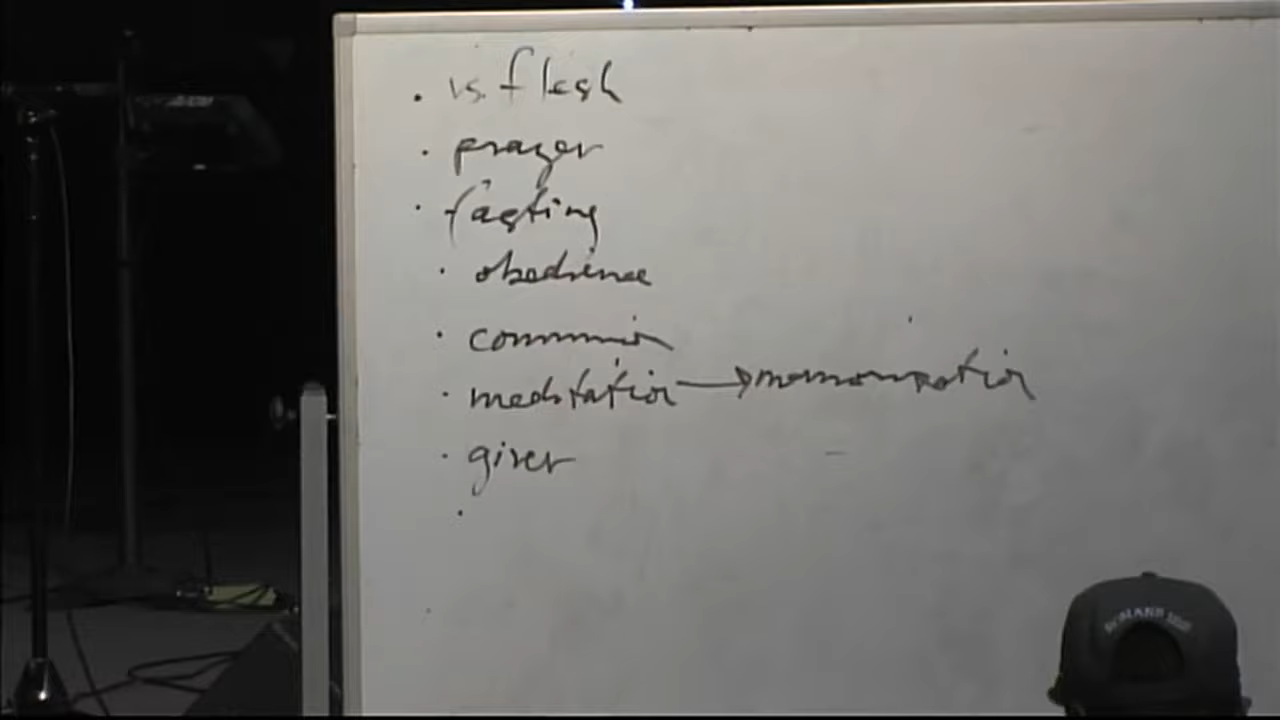 · vs. flesh
· prayer
· fasting
· obedience
· communion
· meditation → memorization
· giver
·